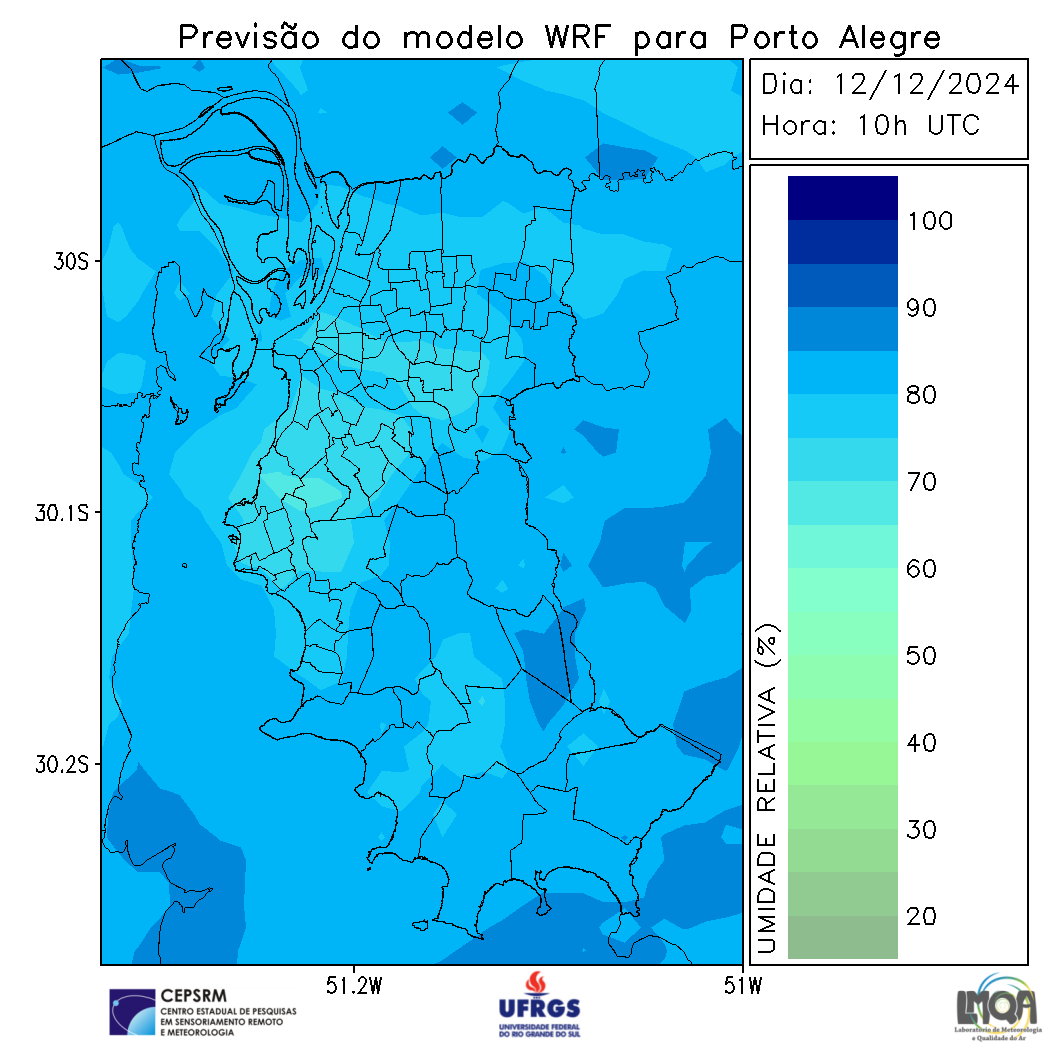 Previsão do modelo WRF para Porto Alegre
Dia: 12/12/2024
Hora: 10h UTC
30S
30.1S
30.2S
51.2W
51W
UMIDADE RELATIVA (%)
100
90
80
70
60
50
40
30
20
CEPSRM
CENTRO ESTADUAL DE PESQUISAS
EM SENSORIAMENTO REMOTO
E METEOROLOGIA
UFRGS
UNIVERSIDADE FEDERAL
DO RIO GRANDE DO SUL
LMQA
Laboratório de Meteorologia
e Qualidade do Ar